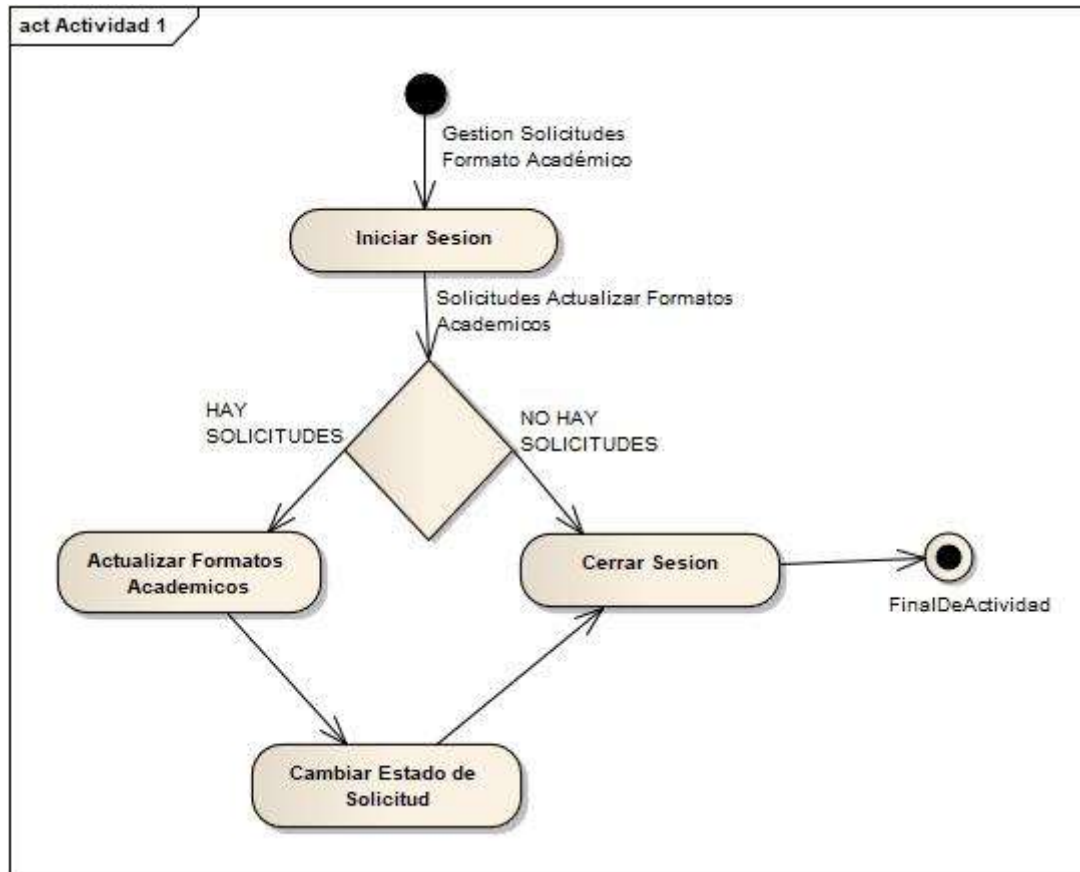 act Actividad 1
Gestion Solicitudes
Formato Académico
Iniciar Sesion
Solicitudes Actualizar Formatos
Academicos
HAY
SOLICITUDES
NO HAY
SOLICITUDES
Actualizar Formatos
Academicos
Cerrar Sesion
FinalDeActividad
Cambiar Estado de
Solicitud